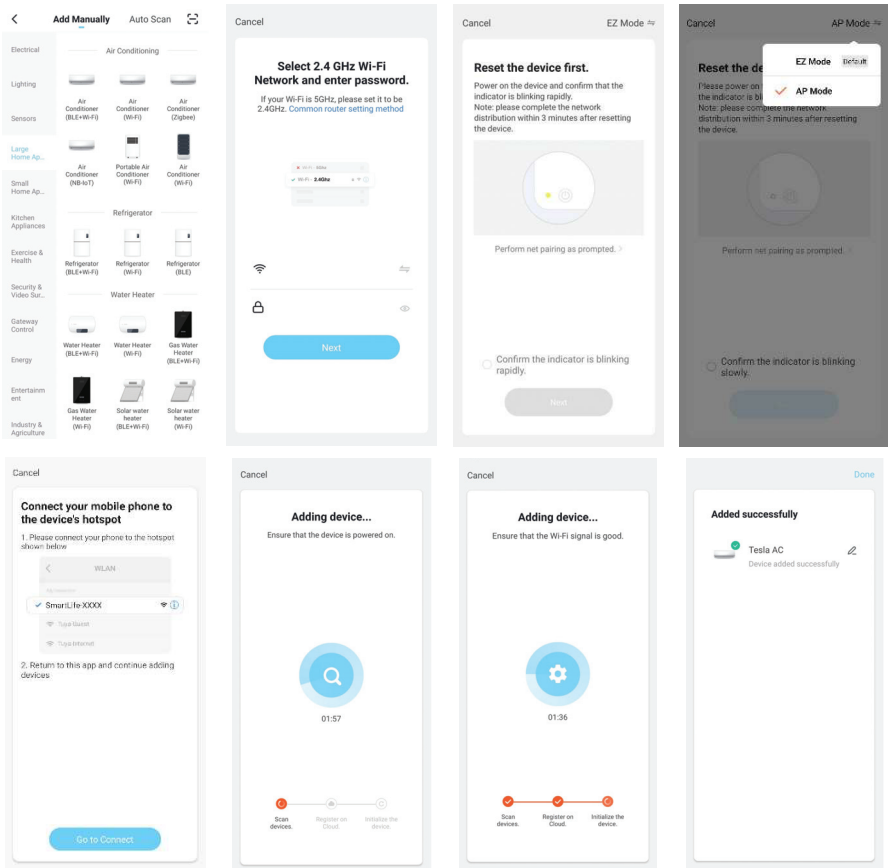 Add Manually Auto Scan
Electrical
Lighting
Sensors
Large
Home Ap...
Small
Home Ap...
Kitchen
Appliances
Exercise &
Health
Security &
Video Sur...
Gateway
Control
Energy
Entertainm
ent
Industry &
Agriculture
Air Conditioning
Air
Conditioner
(BLE+Wi-Fi)
Air
Conditioner
(Wi-Fi)
Air
Conditioner
(Zigbee)
Air
Conditioner
(NB-IoT)
Portable Air
Conditioner
(Wi-Fi)
Air
Conditioner
(Wi-Fi)
Refrigerator
Refrigerator
(BLE+Wi-Fi)
Refrigerator
(Wi-Fi)
Refrigerator
(BLE)
Water Heater
Water Heater
(BLE+Wi-Fi)
Water Heater
(Wi-Fi)
Gas Water
Heater
(BLE+Wi-Fi)
Gas Water
Heater
(Wi-Fi)
Solar water
heater
(BLE+Wi-Fi)
Solar water
heater
(Wi-Fi)
Cancel
Select 2.4 GHz Wi-Fi
Network and enter password.
If your Wi-Fi is 5GHz, please set it to be
2.4GHz. Common router setting method
Wi-Fi - 5Ghz
Wi-Fi - 2.4Ghz
Next
Cancel EZ Mode
Reset the device first.
Power on the device and confirm that the
indicator is blinking rapidly.
Note: please complete the network
distribution within 3 minutes after resetting
the device.
Perform net pairing as prompted. >
Confirm the indicator is blinking
rapidly.
Next
Cancel AP Mode
EZ Mode Default
AP Mode
Reset the de
Please power on
the indicator is bl
Note: please complete the network
distribution within 3 minutes after resetting
the device.
Perform net pairing as prompted. >
Confirm the indicator is blinking
slowly.
Cancel
Connect your mobile phone to
the device's hotspot
1. Please connect your phone to the hotspot
shown below
WLAN
SmartLife-XXXX
2. Return to this app and continue adding
devices
Go to Connect
Cancel
Adding device...
Ensure that the device is powered on.
01:57
Scan
devices.
Register on
Cloud.
Initialize the
device.
Cancel
Adding device...
Ensure that the Wi-Fi signal is good.
01:36
Scan
devices.
Register on
Cloud.
Initialize the
device.
Done
Added successfully
Tesla AC
Device added successfully